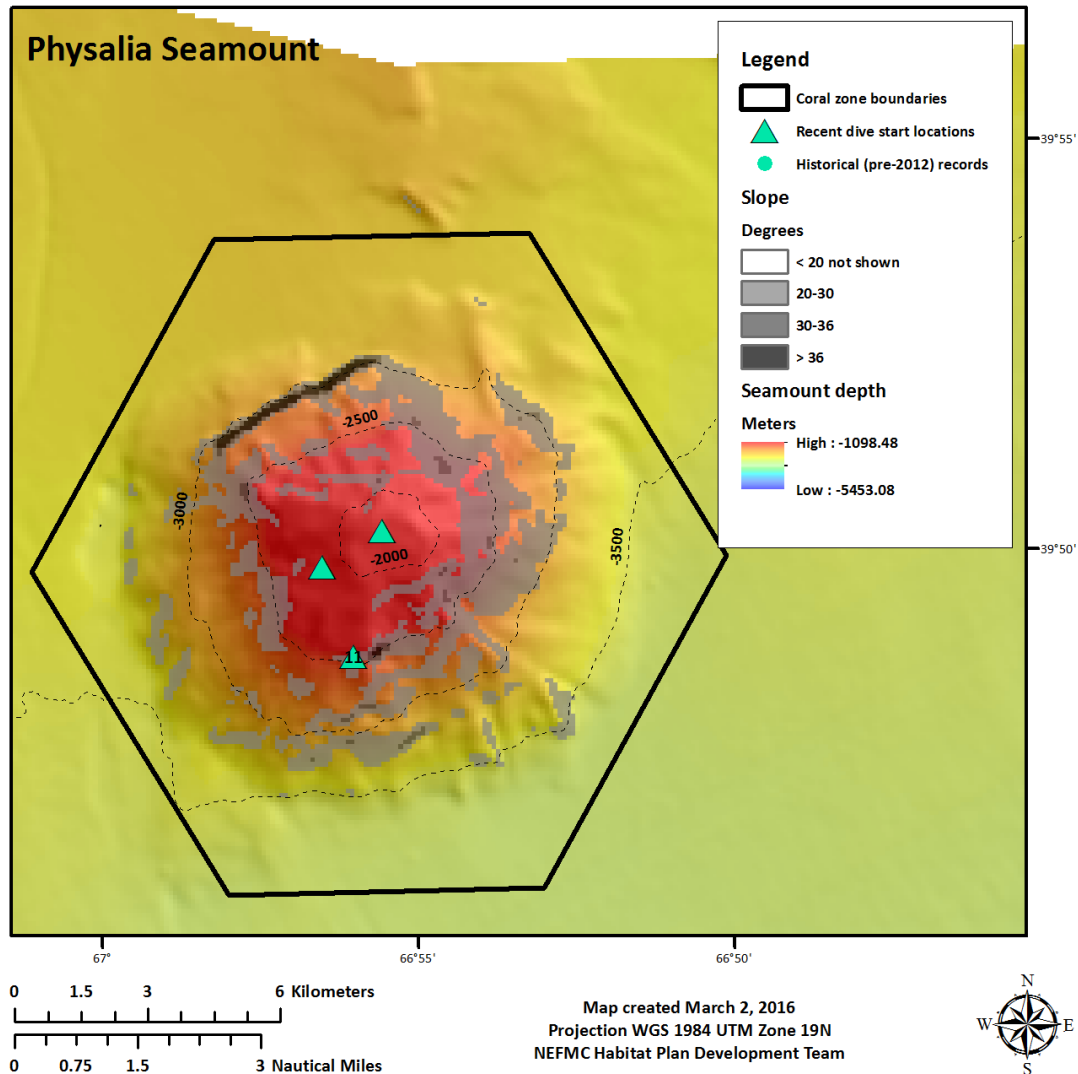 Physalia Seamount
Legend
Coral zone boundaries
Recent dive start locations
Historical (pre-2012) records
Slope
Degrees
< 20 not shown
20-30
30-36
> 36
Seamount depth
Meters
High : -1098.48
Low : -5453.08
39°55'
39°50'
-2500
-3000
-2000
-3500
67°
66°55'
66°50'
0 1.5 3 6 Kilometers
0 0.75 1.5 3 Nautical Miles
Map created March 2, 2016
Projection WGS 1984 UTM Zone 19N
NEFMC Habitat Plan Development Team
N
W E
S